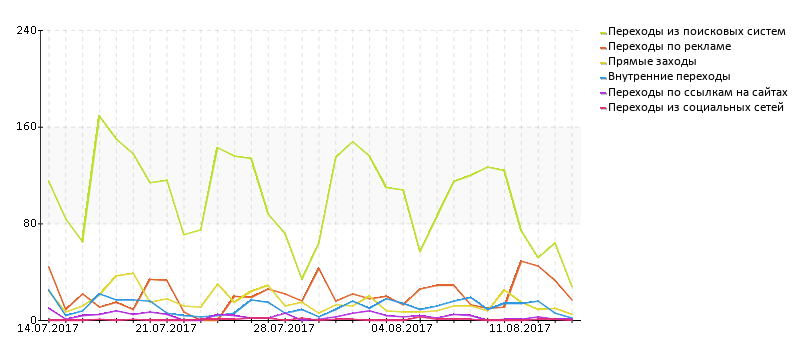 240
160
80
0
14.07.2017 21.07.2017 28.07.2017 04.08.2017 11.08.2017
Переходы из поисковых систем
Переходы по рекламе
Прямые заходы
Внутренние переходы
Переходы по ссылкам на сайтах
Переходы из социальных сетей